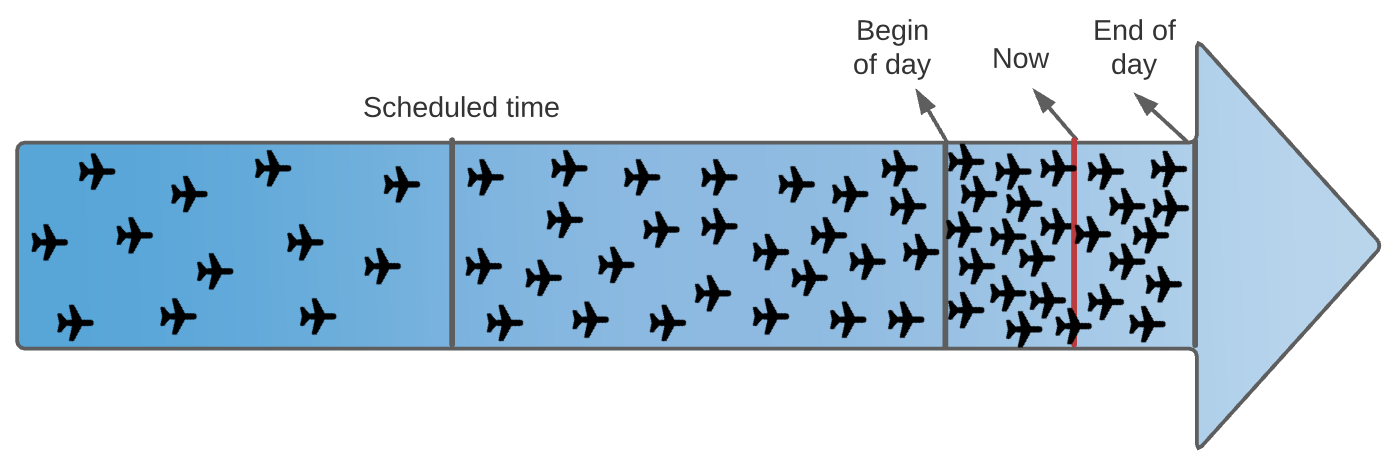 Scheduled time
Begin
of day
Now
End of
day